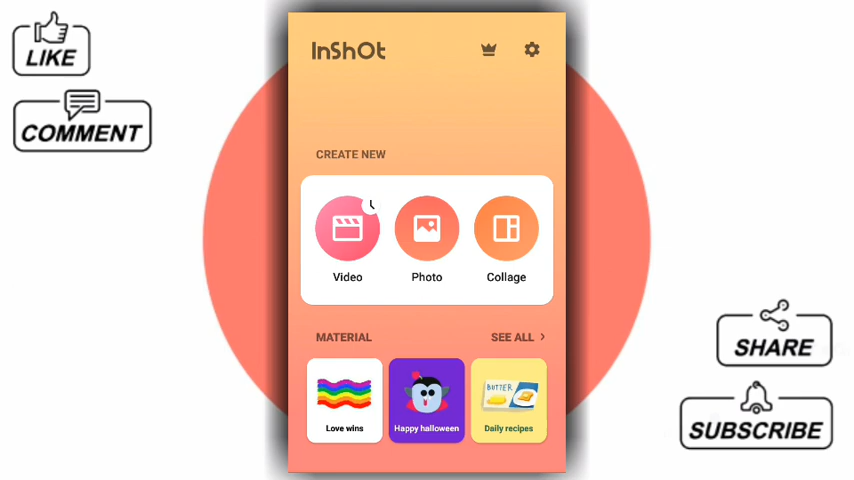 LIKE
COMMENT
InShOt
CREATE NEW
Video
Photo
Collage
MATERIAL
SEE ALL
BUTTER
Love wins
Happy halloween
Daily recipes
SHARE
SUBSCRIBE